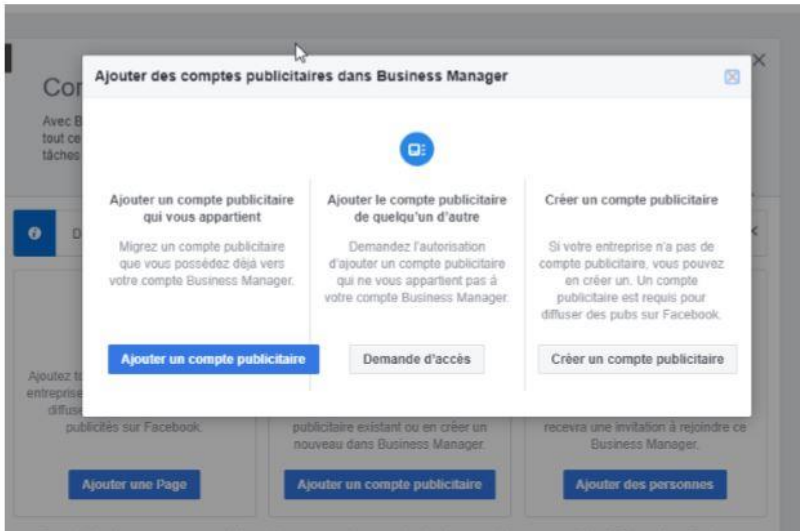 Ajouter des comptes publicitaires dans Business Manager
Cor
Avec B
tout ce
tâches
Ajouter un compte publicitaire
qui vous appartient
Migrez un compte publicitaire
que vous possédez déjà vers
votre compte Business Manager.
Ajouter un compte publicitaire
Ajouter le compte publicitaire
de quelqu'un d'autre
Demandez l'autorisation
d'ajouter un compte publicitaire
qui ne vous appartient pas à
votre compte Business Manager.
Demande d'accès
Créer un compte publicitaire
Si votre entreprise n'a pas de
compte publicitaire, vous pouvez
en créer un. Un compte
publicitaire est requis pour
diffuser des pubs sur Facebook.
Créer un compte publicitaire
D
Ajoutez to
entreprise
diffuse
publicités sur Facebook.
Ajouter une Page
publicitaire existant ou en créer un
nouveau dans Business Manager.
Ajouter un compte publicitaire
recevra une invitation à rejoindre ce
Business Manager.
Ajouter des personnes